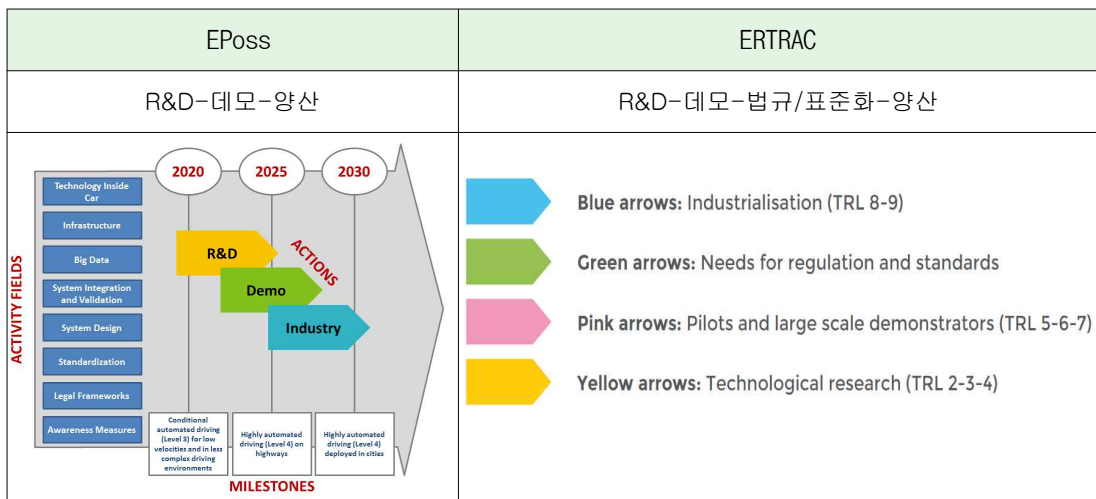 EPoss
ERTRAC
R&D-데모-양산
R&D-데모-법규/표준화-양산
ACTIVITY FIELDS
Technology Inside
Car
Infrastructure
Big Data
System Integration
and Validation
System Design
Standardization
Legal Frameworks
Awareness Measures
2020
2025
2030
R&D
Demo
Industry
ACTIONS
Conditional
automated driving
(Level 3) for low
velocities and in less
complex driving
environments
Highly automated
driving (Level 4) on
highways
Highly automated
driving (Level 4)
deployed in cities
MILESTONES
Blue arrows: Industrialisation (TRL 8-9)
Green arrows: Needs for regulation and standards
Pink arrows: Pilots and large scale demonstrators (TRL 5-6-7)
Yellow arrows: Technological research (TRL 2-3-4)